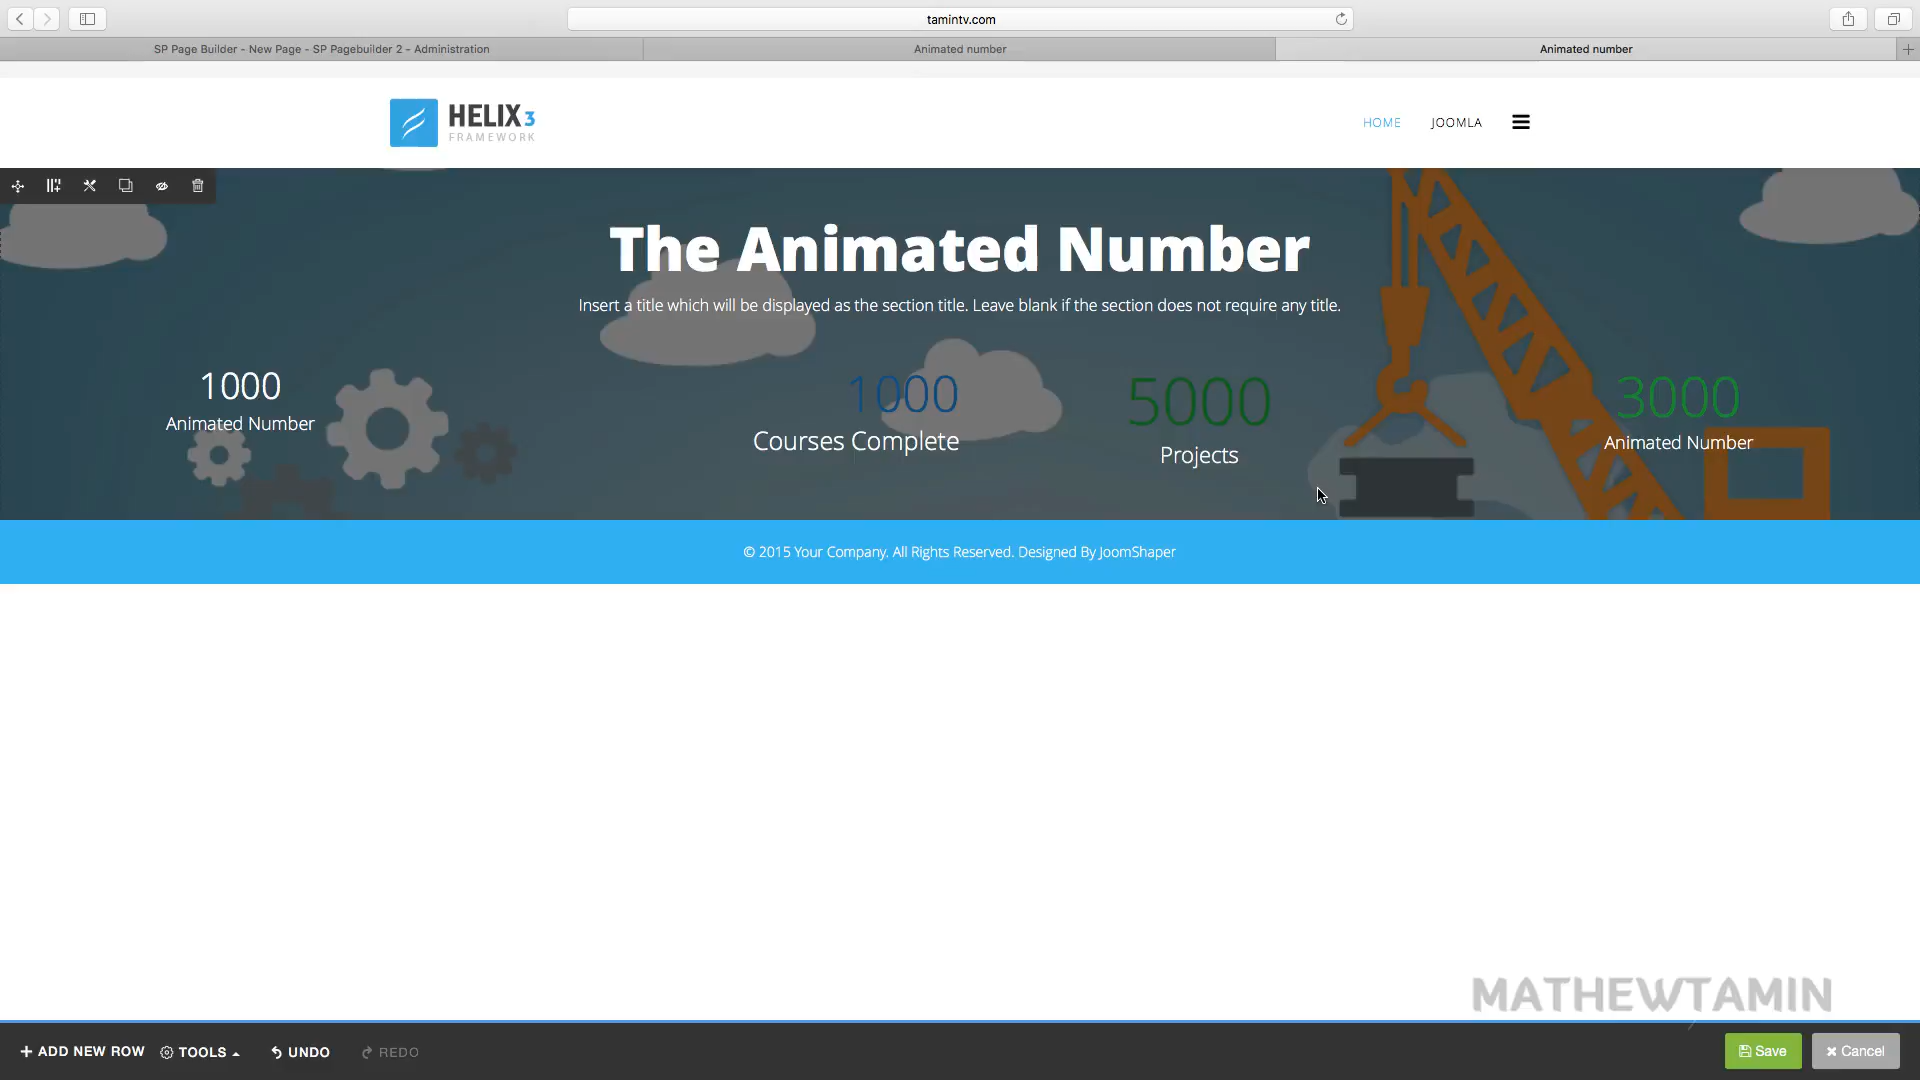 tamintv.com
SP Page Builder - New Page - SP Pagebuilder 2 - Administration
Animated number
Animated number
HELIX3
FRAMEWORK
HOME
JOOMLA
The Animated Number
Insert a title which will be displayed as the section title. Leave blank if the section does not require any title.
1000
Animated Number
1000
Courses Complete
5000
Projects
3000
Animated Number
© 2015 Your Company. All Rights Reserved. Designed By JoomShaper
MATHEWTAMIN
ADD NEW ROW
TOOLS
UNDO
REDO
Save
Cancel